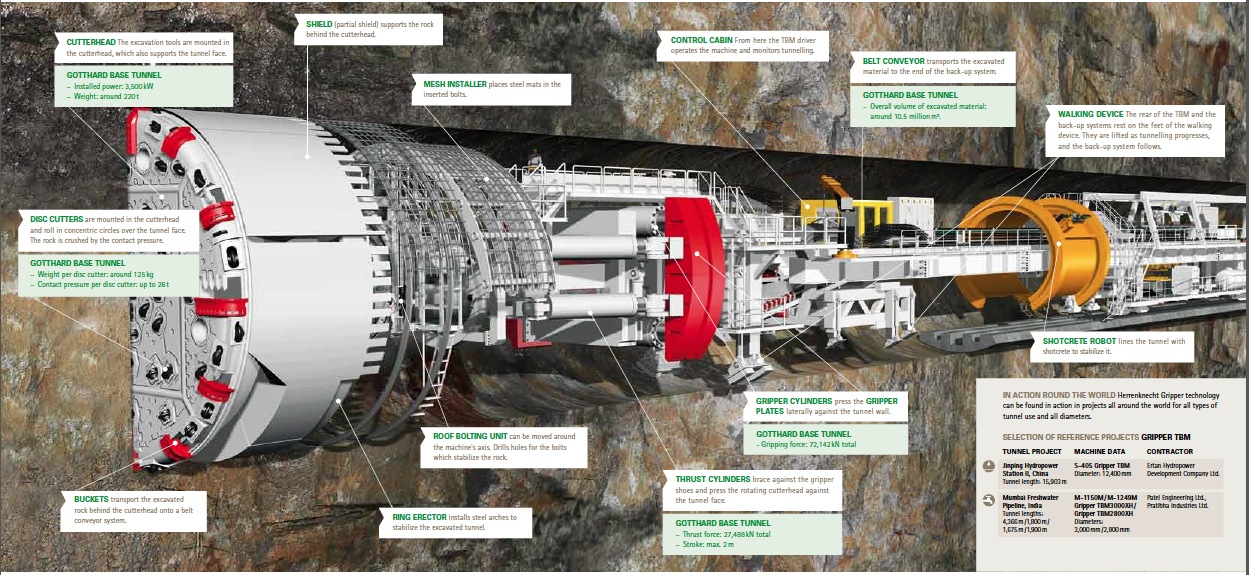 SHIELD (partial shield) supports the rock
behind the cutterhead.
CUTTERHEAD The excavation tools are mounted in
the cutterhead, which also supports the tunnel face.
GOTTHARD BASE TUNNEL
– Installed power: 3,500 kW
– Weight: around 220 t
MESH INSTALLER places steel mats in the
inserted bolts.
CONTROL CABIN From here the TBM driver
operates the machine and monitors tunnelling.
BELT CONVEYOR transports the excavated
material to the end of the back-up system.
GOTTHARD BASE TUNNEL
– Overall volume of excavated material:
around 10.5 million m³.
WALKING DEVICE The rear of the TBM and the
back-up systems rest on the feet of the walking
device. They are lifted as tunnelling progresses,
and the back-up system follows.
DISC CUTTERS are mounted in the cutterhead
and roll in concentric circles over the tunnel face.
The rock is crushed by the contact pressure.
GOTTHARD BASE TUNNEL
– Weight per disc cutter: around 125 kg
– Contact pressure per disc cutter: up to 26 t
SHOTCRETE ROBOT lines the tunnel with
shotcrete to stabilize it.
GRIPPER CYLINDERS press the GRIPPER
PLATES laterally against the tunnel wall.
GOTTHARD BASE TUNNEL
– Gripping force: 72,142 kN total
ROOF BOLTING UNIT can be moved around
the machine's axis. Drills holes for the bolts
which stabilize the rock.
THRUST CYLINDERS brace against the gripper
shoes and press the rotating cutterhead against
the tunnel face.
GOTTHARD BASE TUNNEL
– Thrust force: 27,488 kN total
– Stroke: max. 2 m
BUCKETS transport the excavated
rock behind the cutterhead onto a belt
conveyor system.
RING ERECTOR installs steel arches to
stabilize the excavated tunnel.
IN ACTION ROUND THE WORLD Herrenknecht Gripper technology
can be found in action in projects all around the world for all types of
tunnel use and all diameters.
SELECTION OF REFERENCE PROJECTS GRIPPER TBM
TUNNEL PROJECT MACHINE DATA CONTRACTOR
Jinping Hydropower S-405 Gripper TBM Ertan Hydropower
Station II, China Diameter: 12,400 mm Development Company Ltd.
Tunnel length: 15,903 m
Mumbai Freshwater M-1150M/M-1249M Patel Engineering Ltd.,
Pipeline, India Gripper TBM3000XH/ Pratibha Industries Ltd.
Tunnel lengths: Gripper TBM2800XH
4,366 m/1,800 m/ Diameters:
1,675 m/1,900 m 3,000 mm/2,800 mm